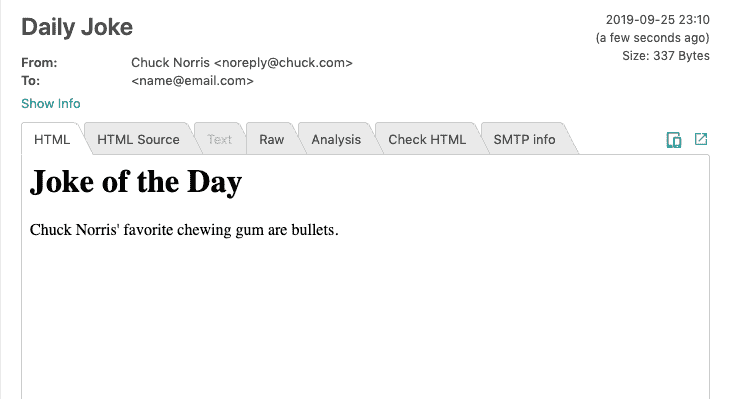 Daily Joke
2019-09-25 23:10
(a few seconds ago)
Size: 337 Bytes
From: Chuck Norris <noreply@chuck.com>
To: <name@email.com>
Show Info
HTML HTML Source Text Raw Analysis Check HTML SMTP info
Joke of the Day
Chuck Norris' favorite chewing gum are bullets.